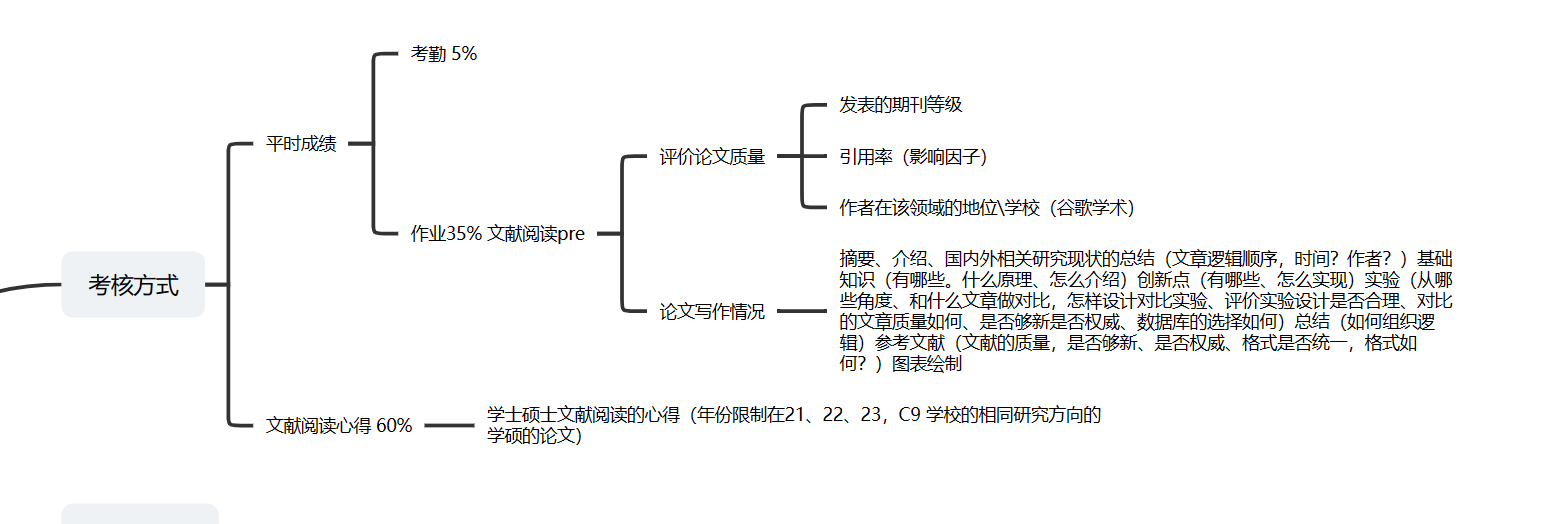 考勤 5%
发表的期刊等级
平时成绩
评价论文质量
引用率（影响因子）
作者在该领域的地位\学校（谷歌学术）
作业35% 文献阅读pre
摘要、介绍、国内外相关研究现状的总结（文章逻辑顺序，时间？作者？）基础
知识（有哪些。什么原理、怎么介绍）创新点（有哪些、怎么实现）实验（从哪
些角度、和什么文章做对比，怎样设计对比实验、评价实验设计是否合理、对比
的文章质量如何、是否够新是否权威、数据库的选择如何）总结（如何组织逻
辑）参考文献（文献的质量，是否够新、是否权威、格式是否统一，格式如
何？）图表绘制
考核方式
论文写作情况
文献阅读心得 60%
学士硕士文献阅读的心得（年份限制在21、22、23，C9 学校的相同研究方向的
学硕的论文）